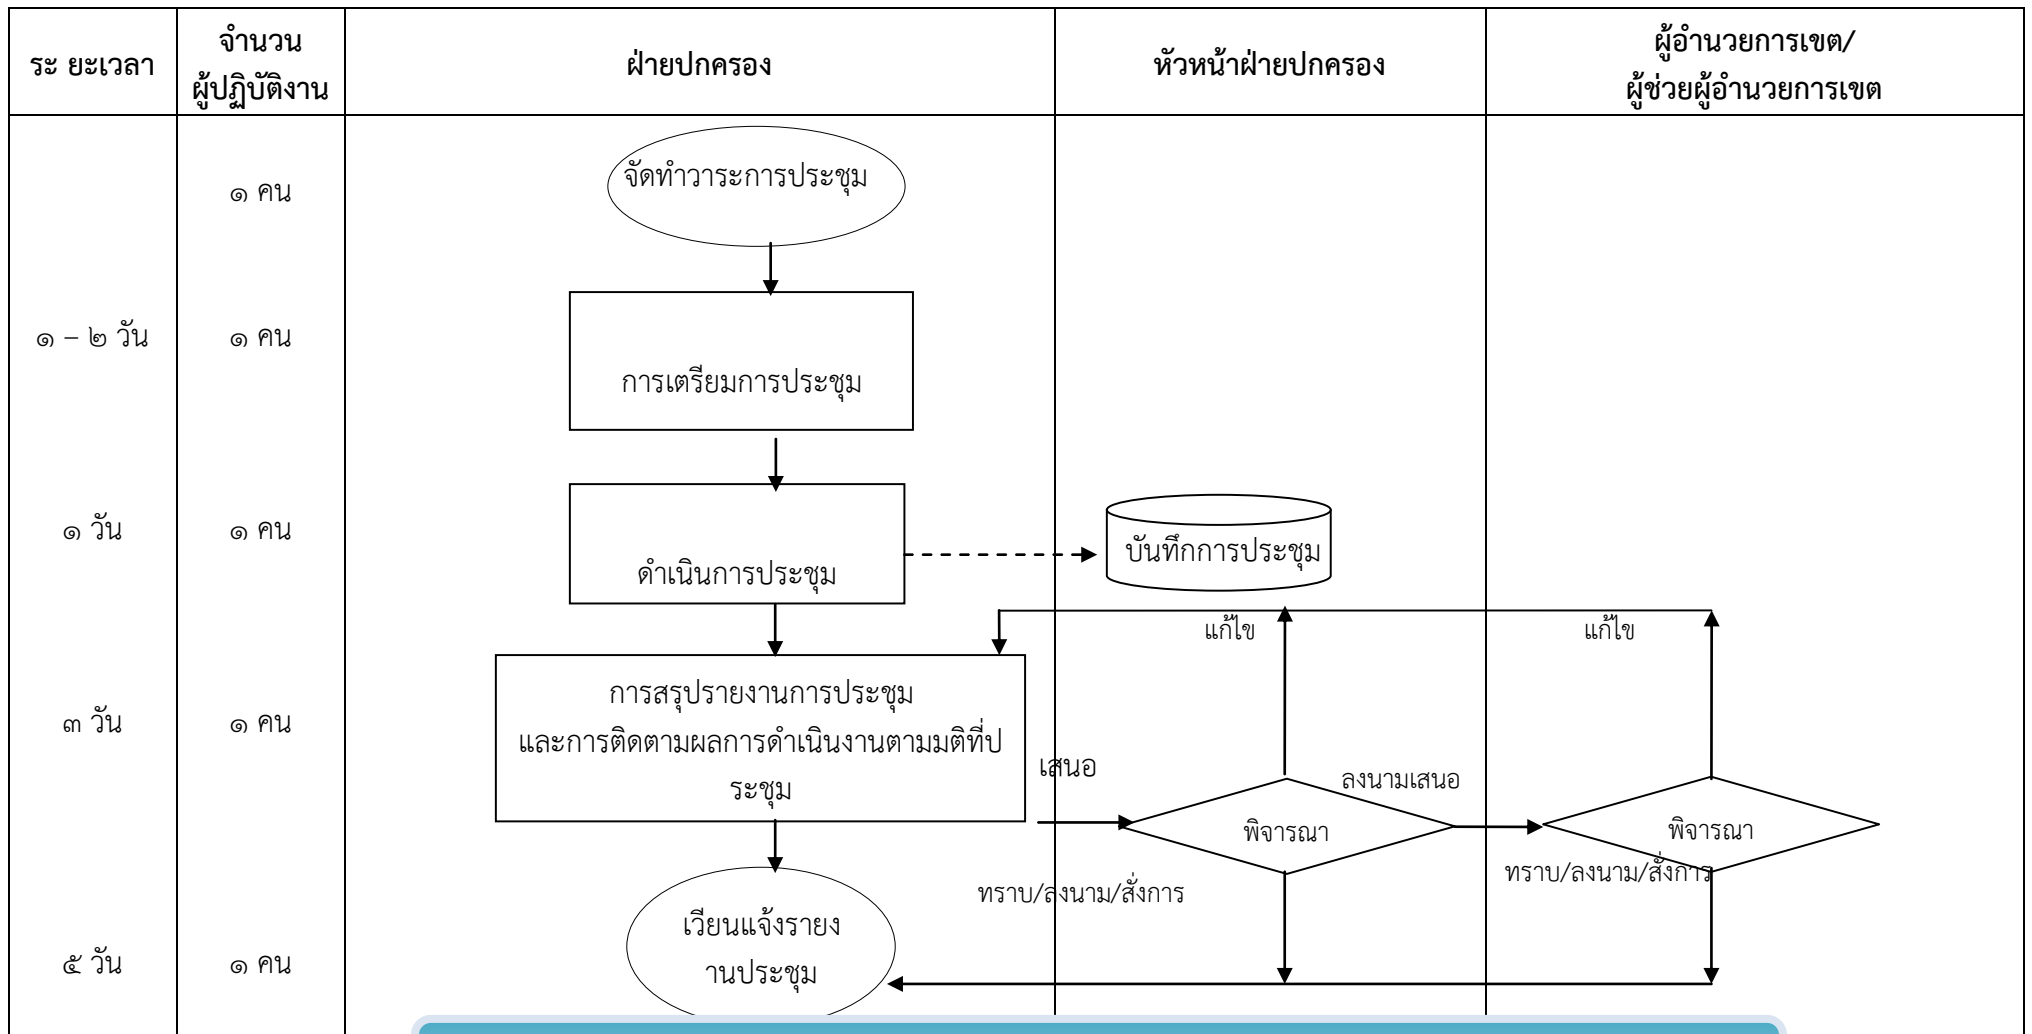 ระ ยะเวลา
จำนวน
ผู้ปฏิบัติงาน
ฝ่ายปกครอง
หัวหน้าฝ่ายปกครอง
ผู้อำนวยการเขต/
ผู้ช่วยผู้อำนวยการเขต
๑ คน
จัดทำวาระการประชุม
๑ – ๒ วัน
๑ คน
การเตรียมการประชุม
๑ วัน
๑ คน
ดำเนินการประชุม
บันทึกการประชุม
แก้ไข
แก้ไข
๓ วัน
๑ คน
การสรุปรายงานการประชุม
และการติดตามผลการดำเนินงานตามมติที่ป
ระชุม
เสนอ
พิจารณา
ลงนามเสนอ
พิจารณา
ทราบ/ลงนาม/สั่งการ
ทราบ/ลงนาม/สั่งการ
๕ วัน
๑ คน
เวียนแจ้งรายง
านประชุม